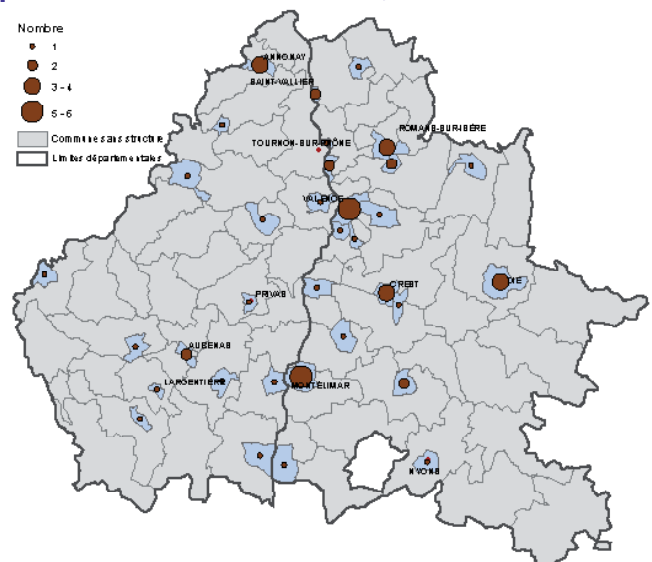 Nombre
1
2
3 - 4
5 - 6
Commune sans structure
Limites départementales
ANNONAY
SAINT-VALLIER
ROMANS-SUR-ISÈRE
TOURNON-SUR-RHÔNE
VALENCE
DIE
CREST
PRIVAS
AUBENAS
LARGENTIÈRE
MONTÉLIMAR
NYONS